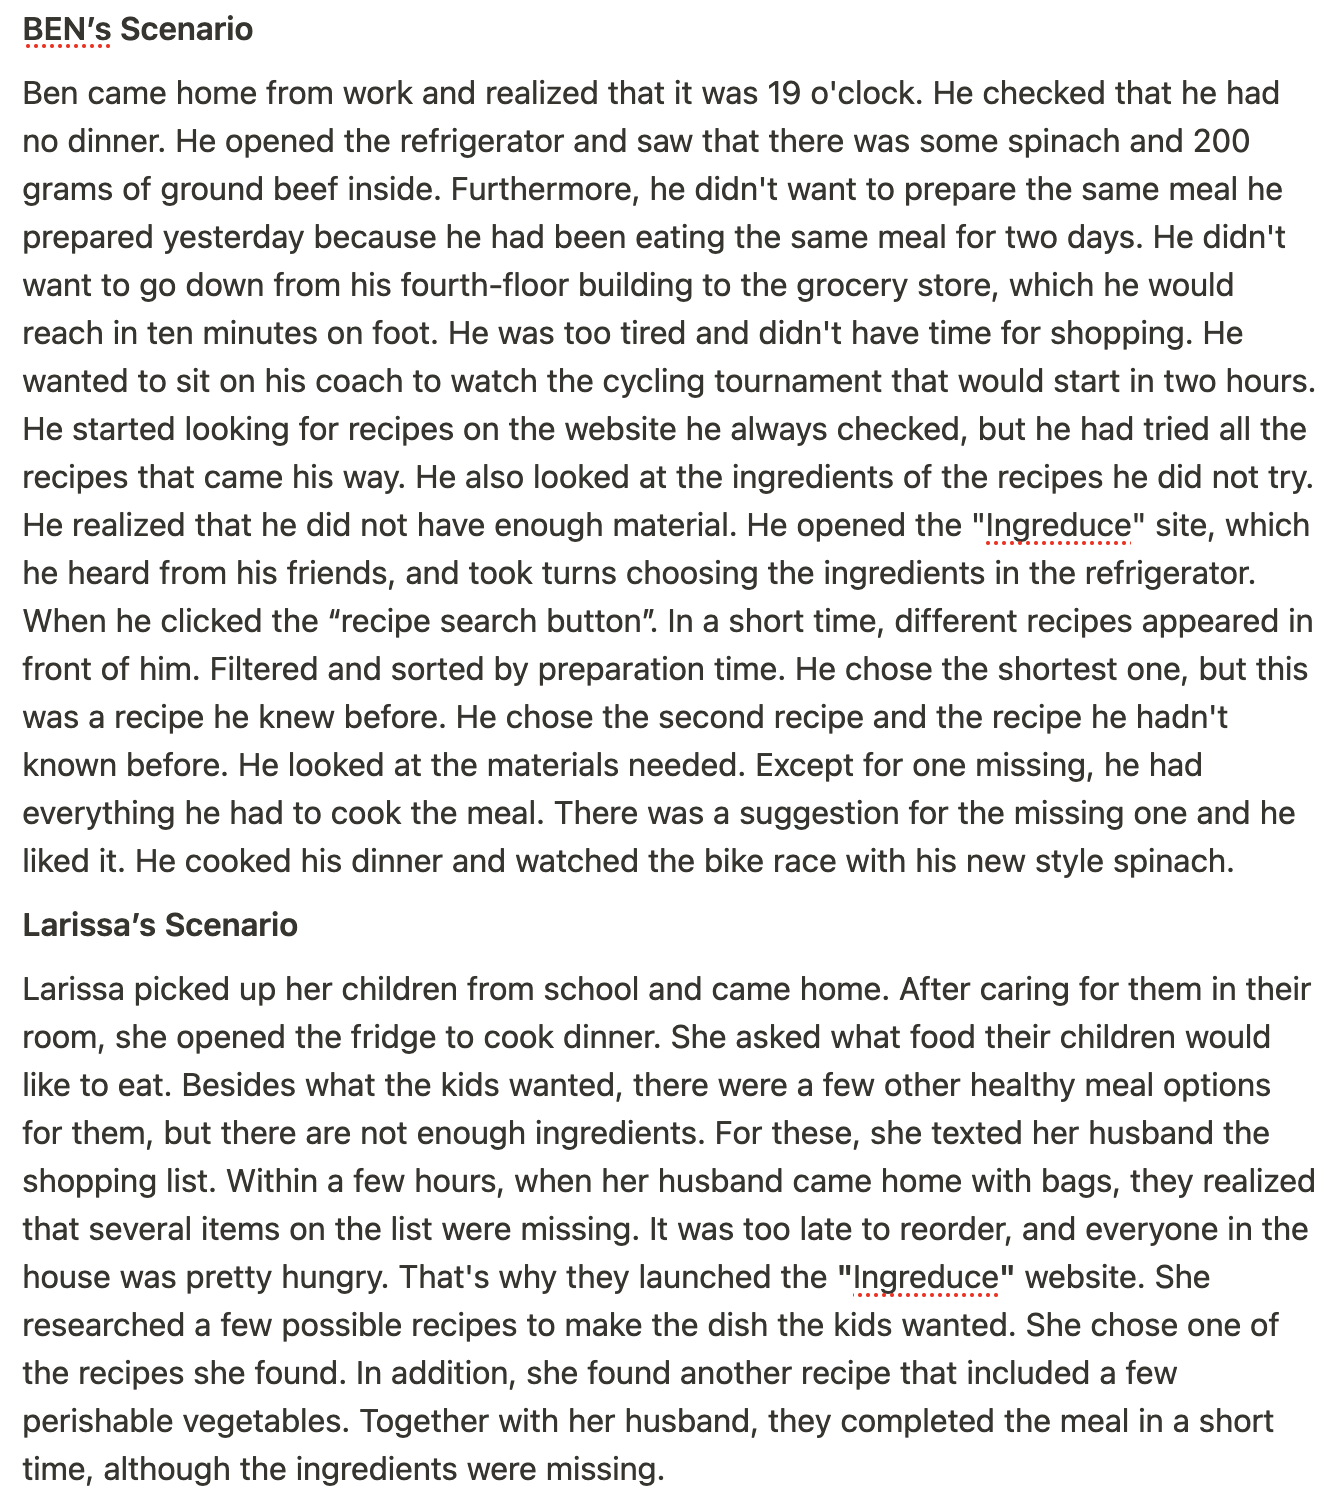 BEN’s Scenario
Ben came home from work and realized that it was 19 o'clock. He checked that he had
no dinner. He opened the refrigerator and saw that there was some spinach and 200
grams of ground beef inside. Furthermore, he didn't want to prepare the same meal he
prepared yesterday because he had been eating the same meal for two days. He didn't
want to go down from his fourth-floor building to the grocery store, which he would
reach in ten minutes on foot. He was too tired and didn't have time for shopping. He
wanted to sit on his coach to watch the cycling tournament that would start in two hours.
He started looking for recipes on the website he always checked, but he had tried all the
recipes that came his way. He also looked at the ingredients of the recipes he did not try.
He realized that he did not have enough material. He opened the "Ingreduce" site, which
he heard from his friends, and took turns choosing the ingredients in the refrigerator.
When he clicked the “recipe search button”. In a short time, different recipes appeared in
front of him. Filtered and sorted by preparation time. He chose the shortest one, but this
was a recipe he knew before. He chose the second recipe and the recipe he hadn't
known before. He looked at the materials needed. Except for one missing, he had
everything he had to cook the meal. There was a suggestion for the missing one and he
liked it. He cooked his dinner and watched the bike race with his new style spinach.
Larissa’s Scenario
Larissa picked up her children from school and came home. After caring for them in their
room, she opened the fridge to cook dinner. She asked what food their children would
like to eat. Besides what the kids wanted, there were a few other healthy meal options
for them, but there are not enough ingredients. For these, she texted her husband the
shopping list. Within a few hours, when her husband came home with bags, they realized
that several items on the list were missing. It was too late to reorder, and everyone in the
house was pretty hungry. That's why they launched the "Ingreduce" website. She
researched a few possible recipes to make the dish the kids wanted. She chose one of
the recipes she found. In addition, she found another recipe that included a few
perishable vegetables. Together with her husband, they completed the meal in a short
time, although the ingredients were missing.